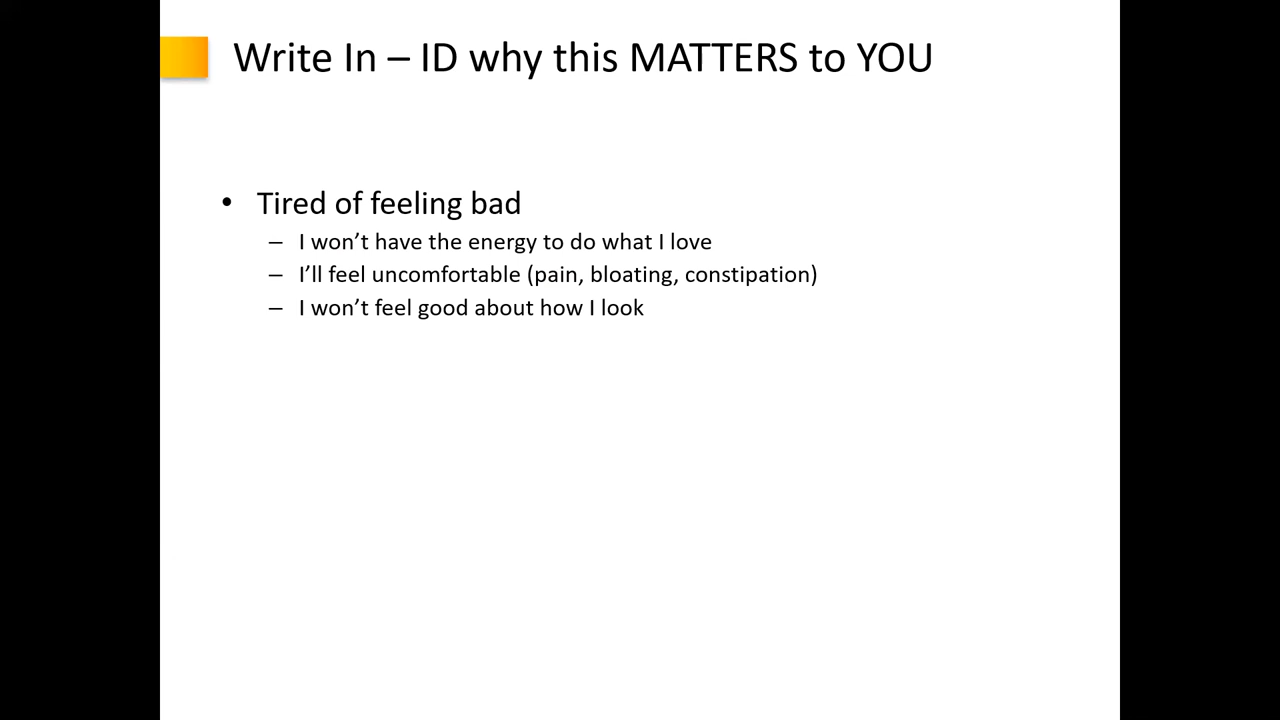 Write In – ID why this MATTERS to YOU
• Tired of feeling bad
– I won’t have the energy to do what I love
– I’ll feel uncomfortable (pain, bloating, constipation)
– I won’t feel good about how I look